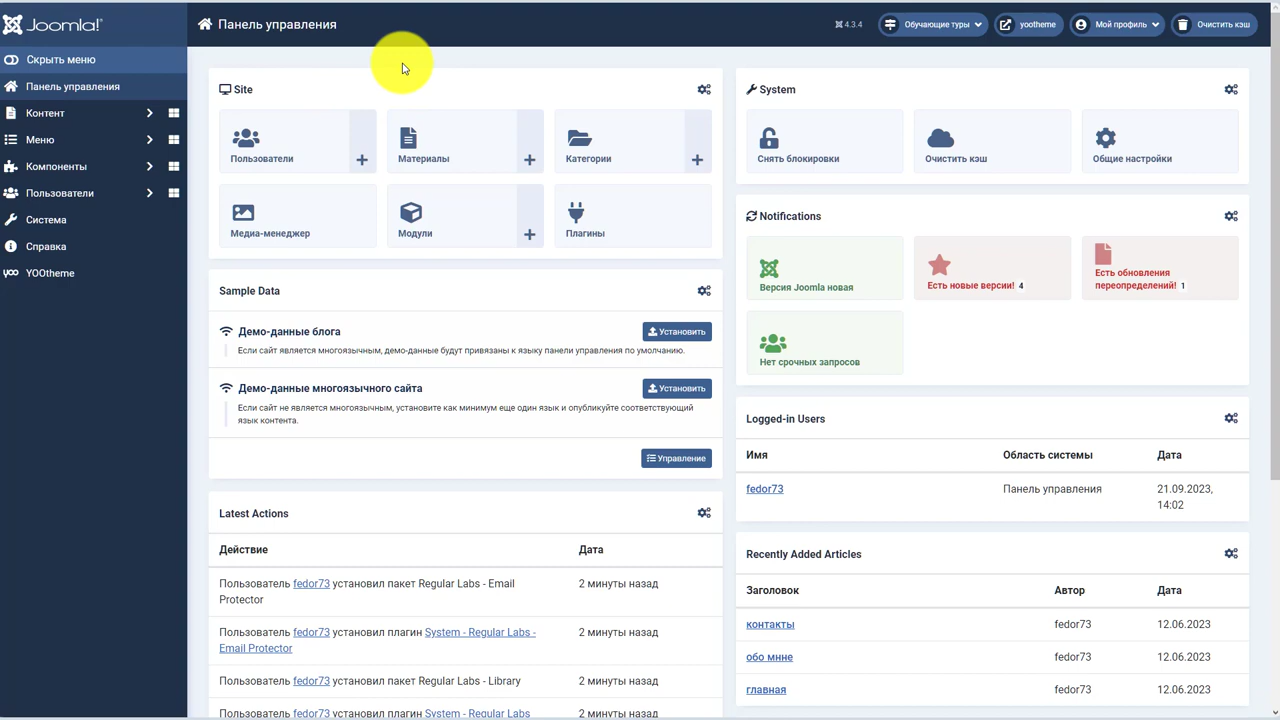 Joomla!
Панель управления
4.3.4
Обучающие туры
yootheme
Мой профиль
Очистить кэш
Скрыть меню
Панель управления
Контент
Меню
Компоненты
Пользователи
Система
Справка
yoo YOOtheme
Site
Пользователи
Материалы
Категории
Медиа-менеджер
Модули
Плагины
Sample Data
Демо-данные блога
Установить
Если сайт является многоязычным, демо-данные будут привязаны к языку панели управления по умолчанию.
Демо-данные многоязычного сайта
Установить
Если сайт не является многоязычным, установите как минимум еще один язык и опубликуйте соответствующий
язык контента.
Управление
Latest Actions
Действие Дата
Пользователь fedor73 установил пакет Regular Labs - Email 2 минуты назад
Protector
Пользователь fedor73 установил плагин System - Regular Labs - 2 минуты назад
Email Protector
Пользователь fedor73 установил пакет Regular Labs - Library 2 минуты назад
Пользователь fedor73 установил плагин System - Regular Labs 2 минуты назад
System
Снять блокировки
Очистить кэш
Общие настройки
Notifications
Версия Joomla новая
Есть новые версии! 4
Есть обновления
переопределений! 1
Нет срочных запросов
Logged-in Users
Имя Область системы Дата
fedor73 Панель управления 21.09.2023,
14:02
Recently Added Articles
Заголовок Автор Дата
контакты fedor73 12.06.2023
обо мнне fedor73 12.06.2023
главная fedor73 12.06.2023